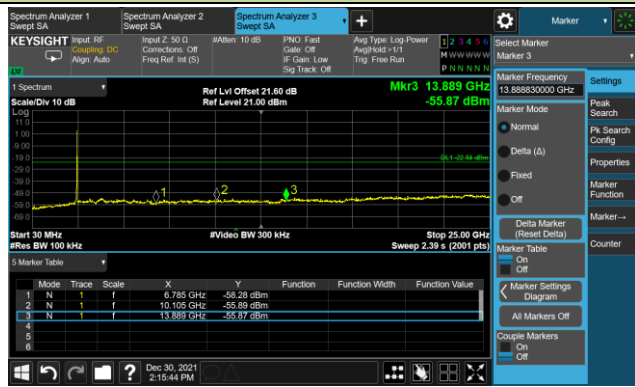 Spectrum Analyzer 1
Swept SA
Spectrum Analyzer 2
Swept SA
Spectrum Analyzer 3
Swept SA
Marker
KEYSIGHT
Input: RF
Coupling: DC
Align: Auto
Input Z: 50 Ω
Corrections: Off
Freq Ref: Int (S)
#Atten: 10 dB
PNO: Fast
Gate: Off
IF Gain: Low
Sig Track: Off
Avg Type: Log-Power
Avg|Hold:>1/1
Trig: Free Run
1 2 3 4 5 6
M W W W W W
P N N N N N
Select Marker
Marker 3
1 Spectrum
Scale/Div 10 dB
Ref Lvl Offset 21.60 dB
Ref Level 21.00 dBm
Mkr3 13.889 GHz
-55.87 dBm
Log
11.0
1.00
-9.00
-19.0
-29.0
-39.0
-49.0
-59.0
-69.0
DL1 -22.64 dBm
1
2
3
Start 30 MHz
#Res BW 100 kHz
#Video BW 300 kHz
Stop 25.00 GHz
Sweep 2.39 s (2001 pts)
Marker Frequency
13.888830000 GHz
Marker Mode
Normal
Delta (Δ)
Fixed
Off
Delta Marker
(Reset Delta)
Marker Table
On
Off
Marker Settings
Diagram
All Markers Off
Couple Markers
On
Off
Settings
Peak
Search
Pk Search
Config
Properties
Marker
Function
Marker→
Counter
5 Marker Table
Mode Trace Scale X Y Function Function Width Function Value
1 N 1 f 6.785 GHz -58.28 dBm
2 N 1 f 10.105 GHz -55.89 dBm
3 N 1 f 13.889 GHz -55.87 dBm
4
5
6
Dec 30, 2021
2:15:44 PM